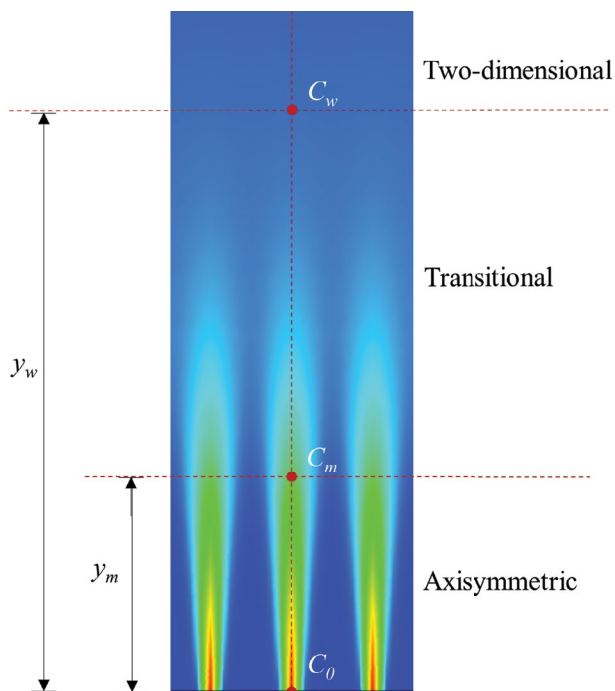 Two-dimensional
C_w
Transitional
y_w
C_m
y_m
Axisymmetric
C_0